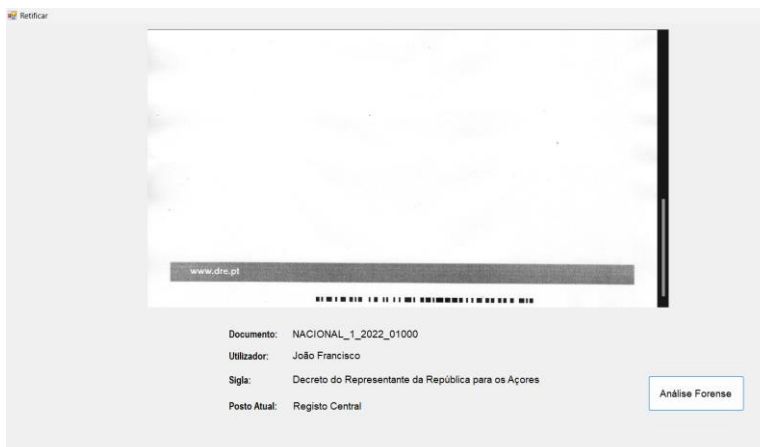 Retificar
www.dre.pt
Documento: NACIONAL_1_2022_01000
Utilizador: João Francisco
Sigla: Decreto do Representante da República para os Açores
Análise Forense
Posto Atual: Registo Central